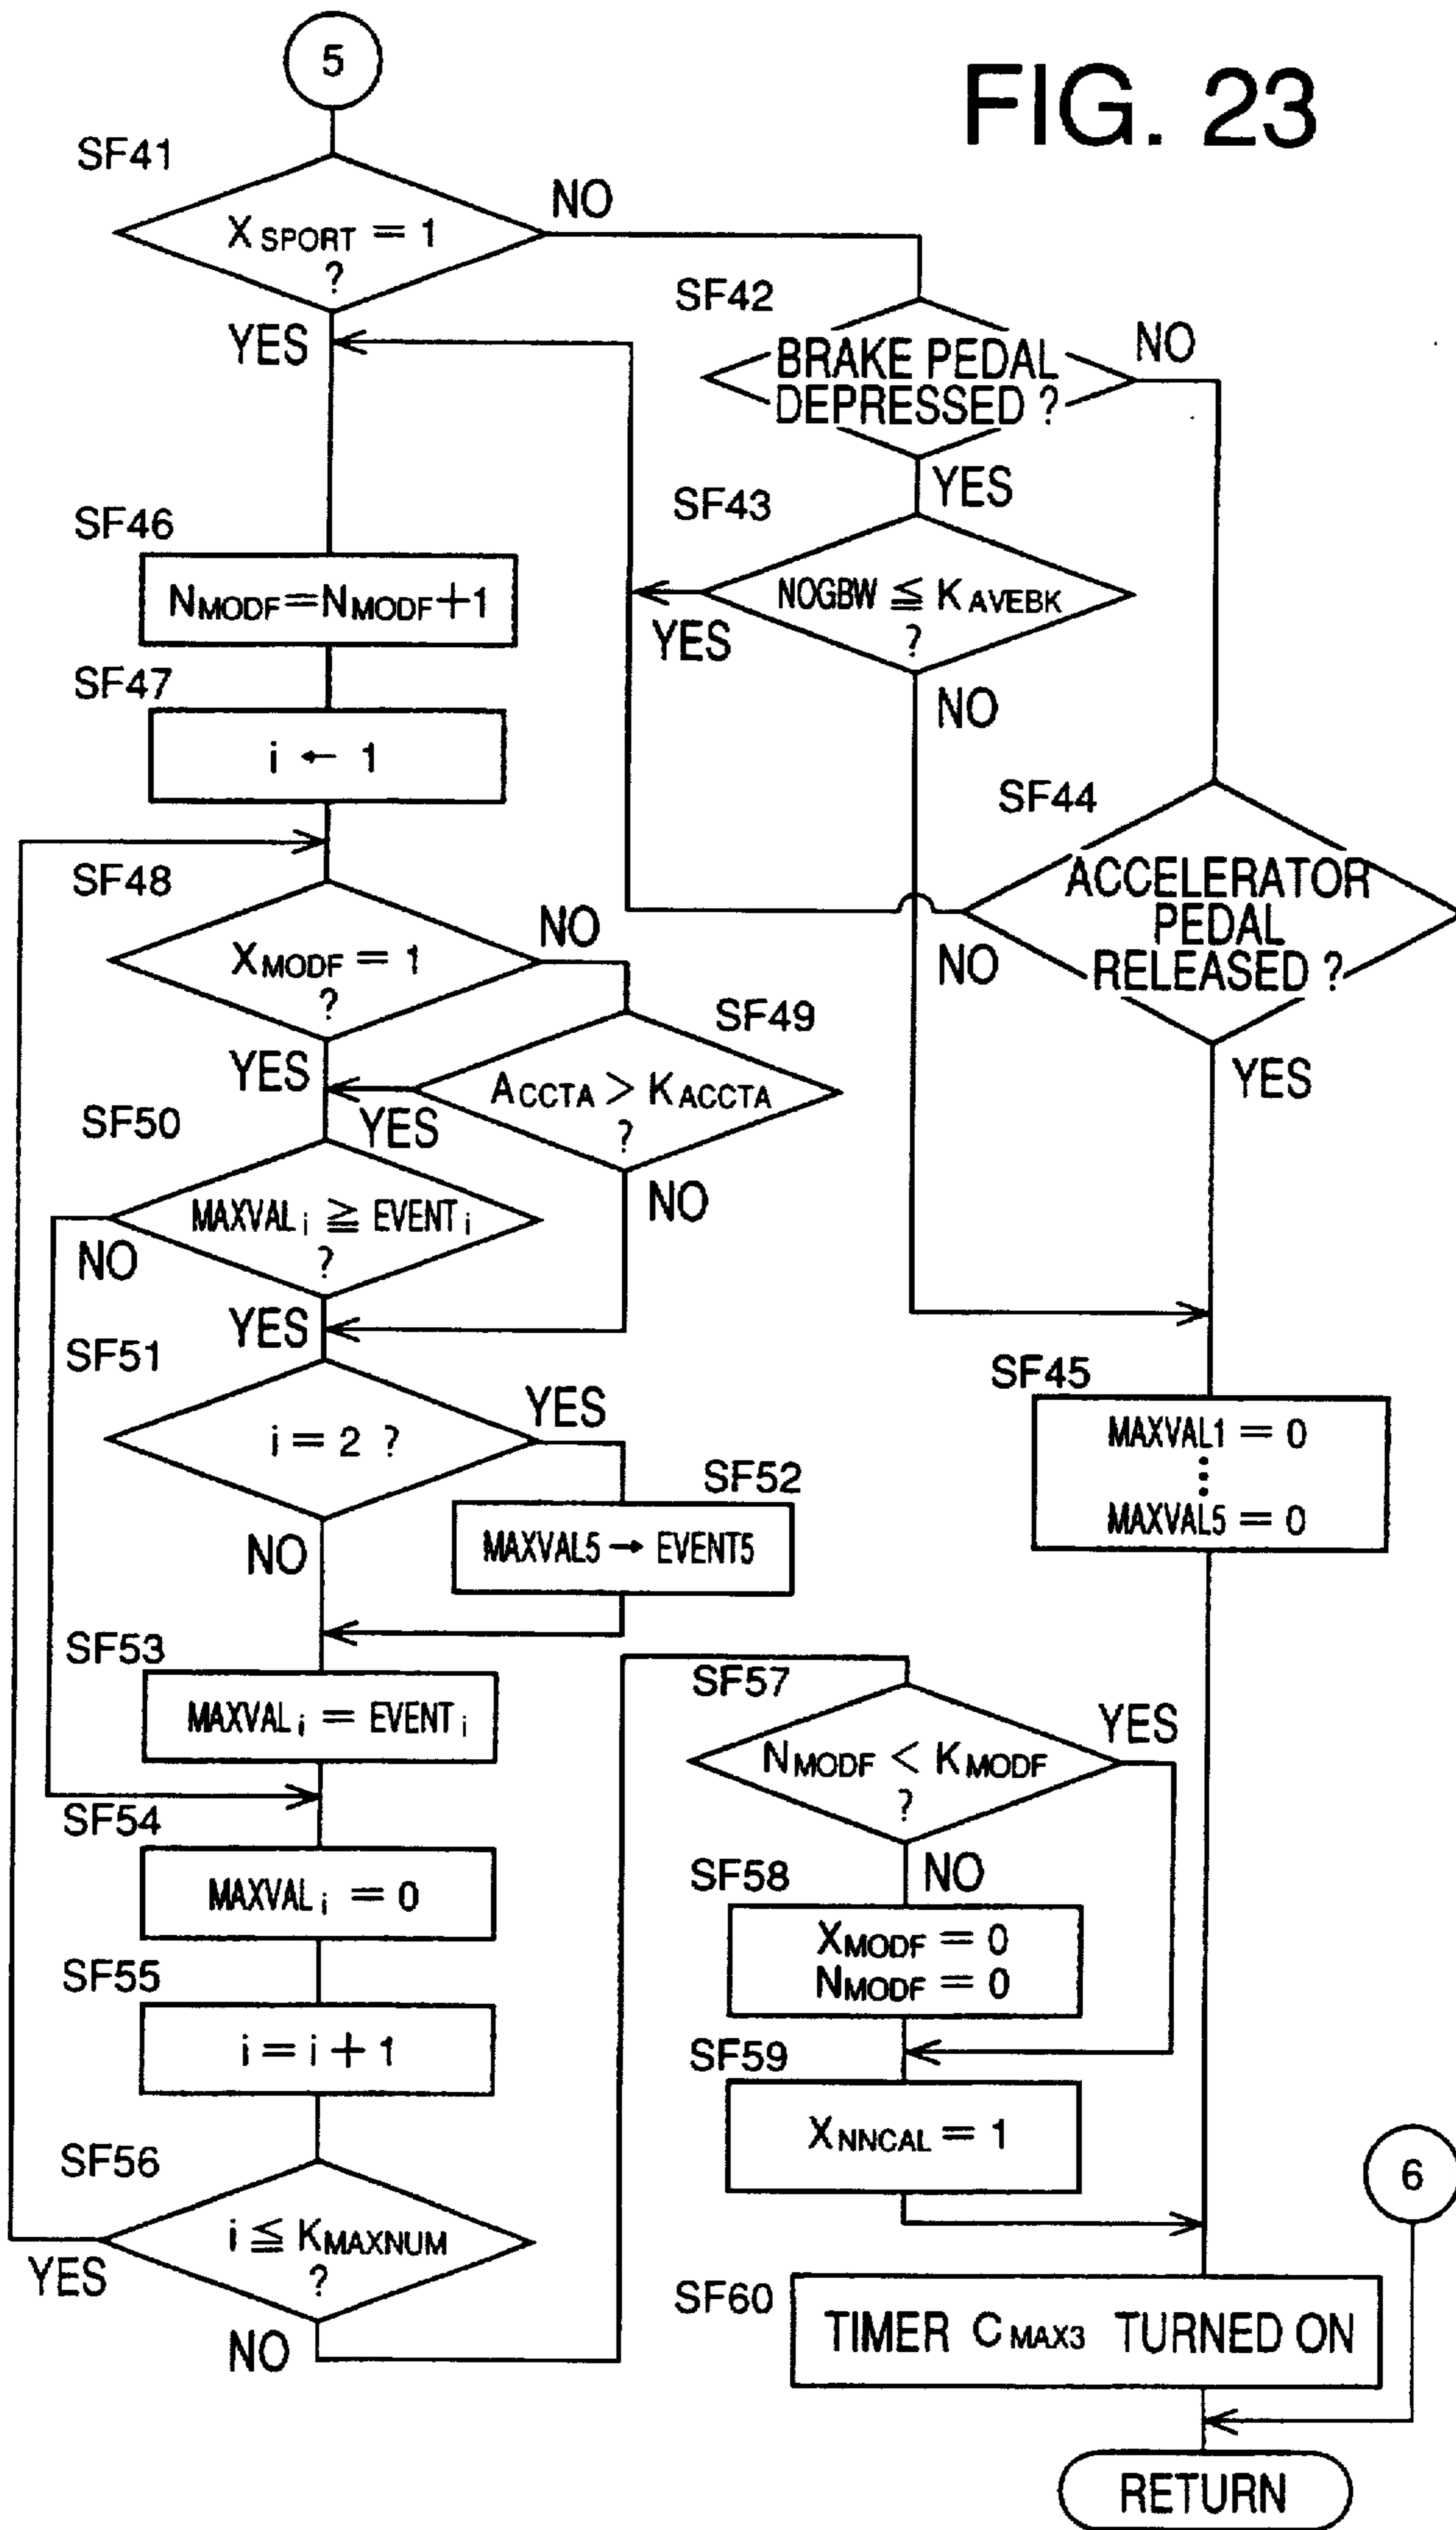 5
FIG. 23
SF41
X SPORT = 1
?
NO
YES
SF42
BRAKE PEDAL
DEPRESSED ?
NO
YES
SF43
NOGBW ≦ K AVEBK
?
YES
NO
SF44
ACCELERATOR
PEDAL
RELEASED ?
NO
YES
SF45
MAXVAL1 = 0
⋮
MAXVAL5 = 0
SF46
NMODF=NMODF+1
SF47
i ← 1
SF48
XMODF = 1
?
NO
YES
SF49
ACCTA > KACCTA
?
YES
NO
SF50
MAXVAL i ≧ EVENT i
?
NO
YES
SF51
i = 2 ?
YES
NO
SF52
MAXVAL5 → EVENT5
SF53
MAXVAL i = EVENT i
SF54
MAXVAL i = 0
SF55
i = i + 1
SF56
i ≦ KMAXNUM
?
YES
NO
SF57
NMODF < KMODF
?
YES
NO
SF58
XMODF = 0
NMODF = 0
SF59
XNNCAL = 1
6
SF60
TIMER C MAX3 TURNED ON
RETURN